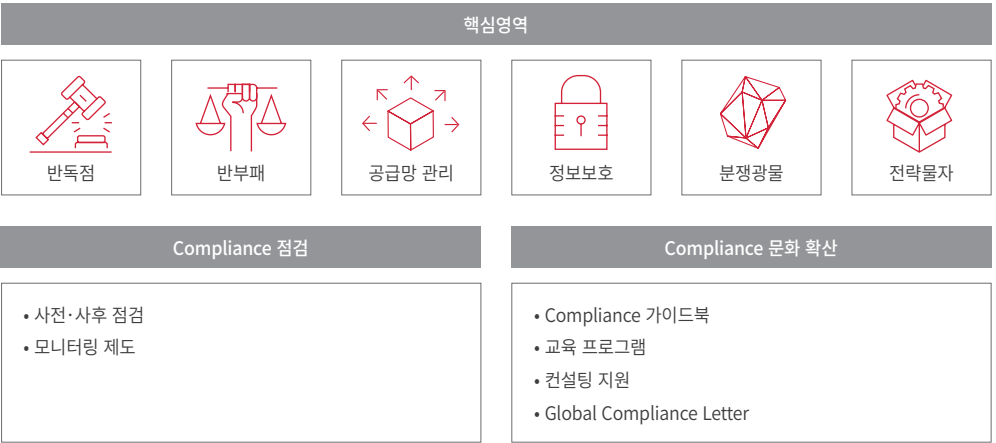 핵심영역
반독점
반부패
공급망 관리
정보보호
분쟁광물
전략물자
Compliance 점검
• 사전·사후 점검
• 모니터링 제도
Compliance 문화 확산
• Compliance 가이드북
• 교육 프로그램
• 컨설팅 지원
• Global Compliance Letter